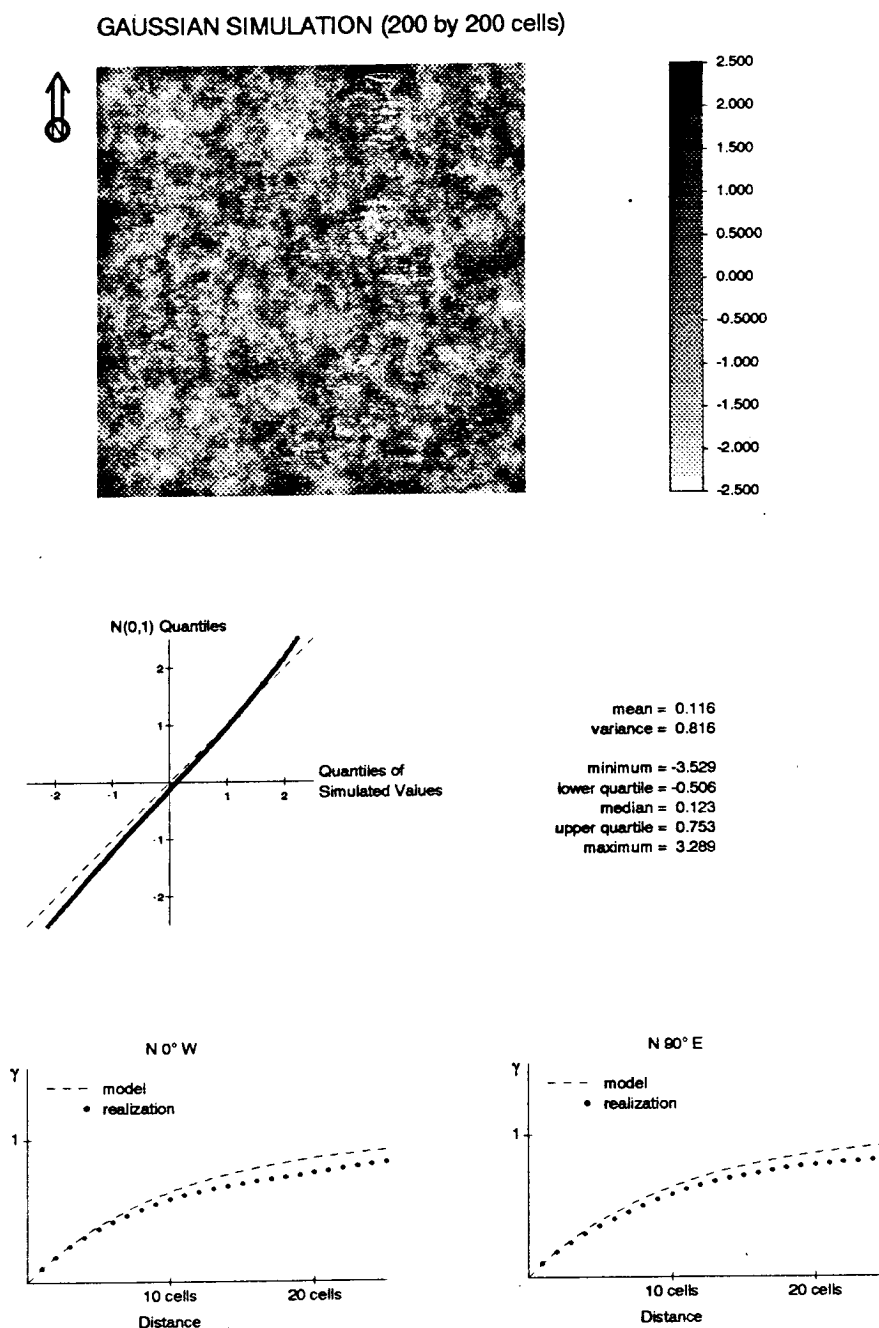 GAUSSIAN SIMULATION (200 by 200 cells)
N
2.500
2.000
1.500
1.000
0.5000
0.000
-0.5000
-1.000
-1.500
-2.000
-2.500
N(0,1) Quantiles
2
1
-2
-1
1
2
-1
-2
Quantiles of
Simulated Values
mean = 0.116
variance = 0.816
minimum = -3.529
lower quartile = -0.506
median = 0.123
upper quartile = 0.753
maximum = 3.289
N 0° W
γ
model
realization
1
10 cells
20 cells
Distance
N 90° E
γ
model
realization
1
10 cells
20 cells
Distance